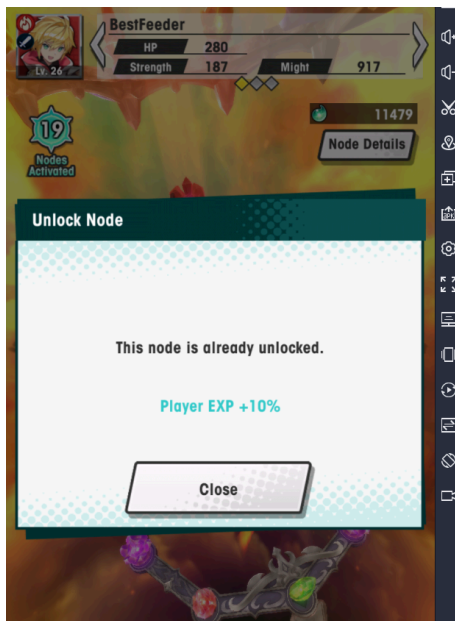 BestFeeder
HP 280
Lv. 26
Strength 187 Might 917
11479
19
Nodes
Activated
Node Details
Unlock Node
This node is already unlocked.
Player EXP +10%
Close